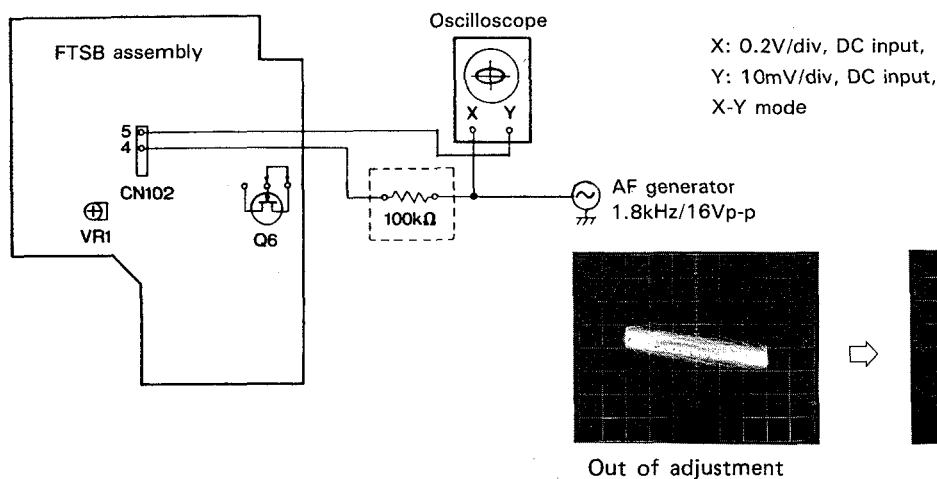 Oscilloscope
X: 0.2V/div, DC input,
Y: 10mV/div, DC input,
X-Y mode
FTSB assembly
X Y
5
4
CN102
VR1
Q6
100kΩ
AF generator
1.8kHz/16Vp-p
Out of adjustment